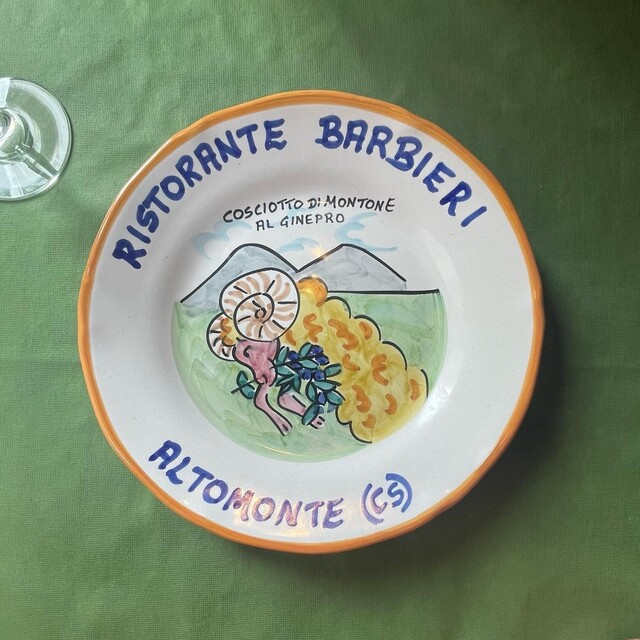 RISTORANTE BARBIERI
COSCIOTTO DI MONTONE
AL GINEPRO
ALTOMONTE (CS)